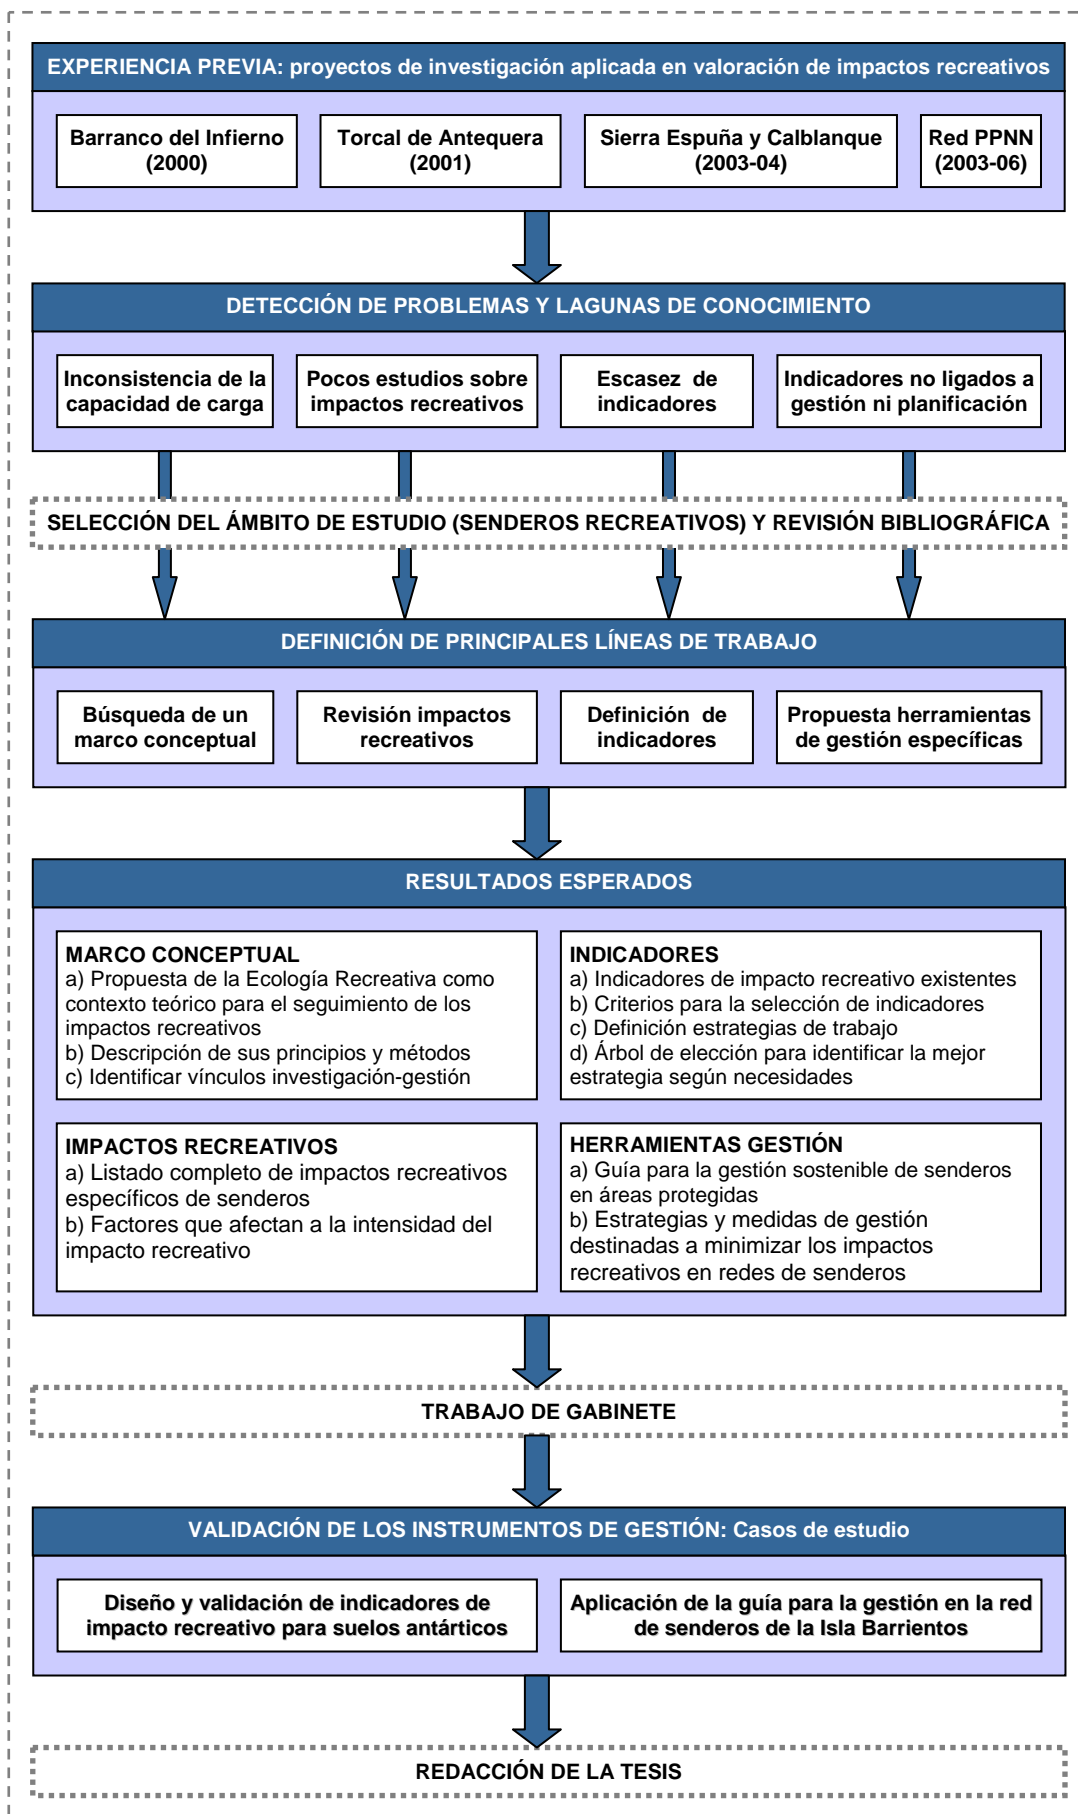 EXPERIENCIA PREVIA: proyectos de investigación aplicada en valoración de impactos recreativos
Barranco del Infierno
(2000)
Torcal de Antequera
(2001)
Sierra Espuña y Calblanque
(2003-04)
Red PPNN
(2003-06)
DETECCIÓN DE PROBLEMAS Y LAGUNAS DE CONOCIMIENTO
Inconsistencia de la
capacidad de carga
Pocos estudios sobre
impactos recreativos
Escasez de
indicadores
Indicadores no ligados a
gestión ni planificación
SELECCIÓN DEL ÁMBITO DE ESTUDIO (SENDEROS RECREATIVOS) Y REVISIÓN BIBLIOGRÁFICA
DEFINICIÓN DE PRINCIPALES LÍNEAS DE TRABAJO
Búsqueda de un
marco conceptual
Revisión impactos
recreativos
Definición de
indicadores
Propuesta herramientas
de gestión específicas
RESULTADOS ESPERADOS
MARCO CONCEPTUAL
a) Propuesta de la Ecología Recreativa como
contexto teórico para el seguimiento de los
impactos recreativos
b) Descripción de sus principios y métodos
c) Identificar vínculos investigación-gestión
INDICADORES
a) Indicadores de impacto recreativo existentes
b) Criterios para la selección de indicadores
c) Definición estrategias de trabajo
d) Árbol de elección para identificar la mejor
estrategia según necesidades
IMPACTOS RECREATIVOS
a) Listado completo de impactos recreativos
específicos de senderos
b) Factores que afectan a la intensidad del
impacto recreativo
HERRAMIENTAS GESTIÓN
a) Guía para la gestión sostenible de senderos
en áreas protegidas
b) Estrategias y medidas de gestión
destinadas a minimizar los impactos
recreativos en redes de senderos
TRABAJO DE GABINETE
VALIDACIÓN DE LOS INSTRUMENTOS DE GESTIÓN: Casos de estudio
Diseño y validación de indicadores de
impacto recreativo para suelos antárticos
Aplicación de la guía para la gestión en la red
de senderos de la Isla Barrientos
REDACCIÓN DE LA TESIS